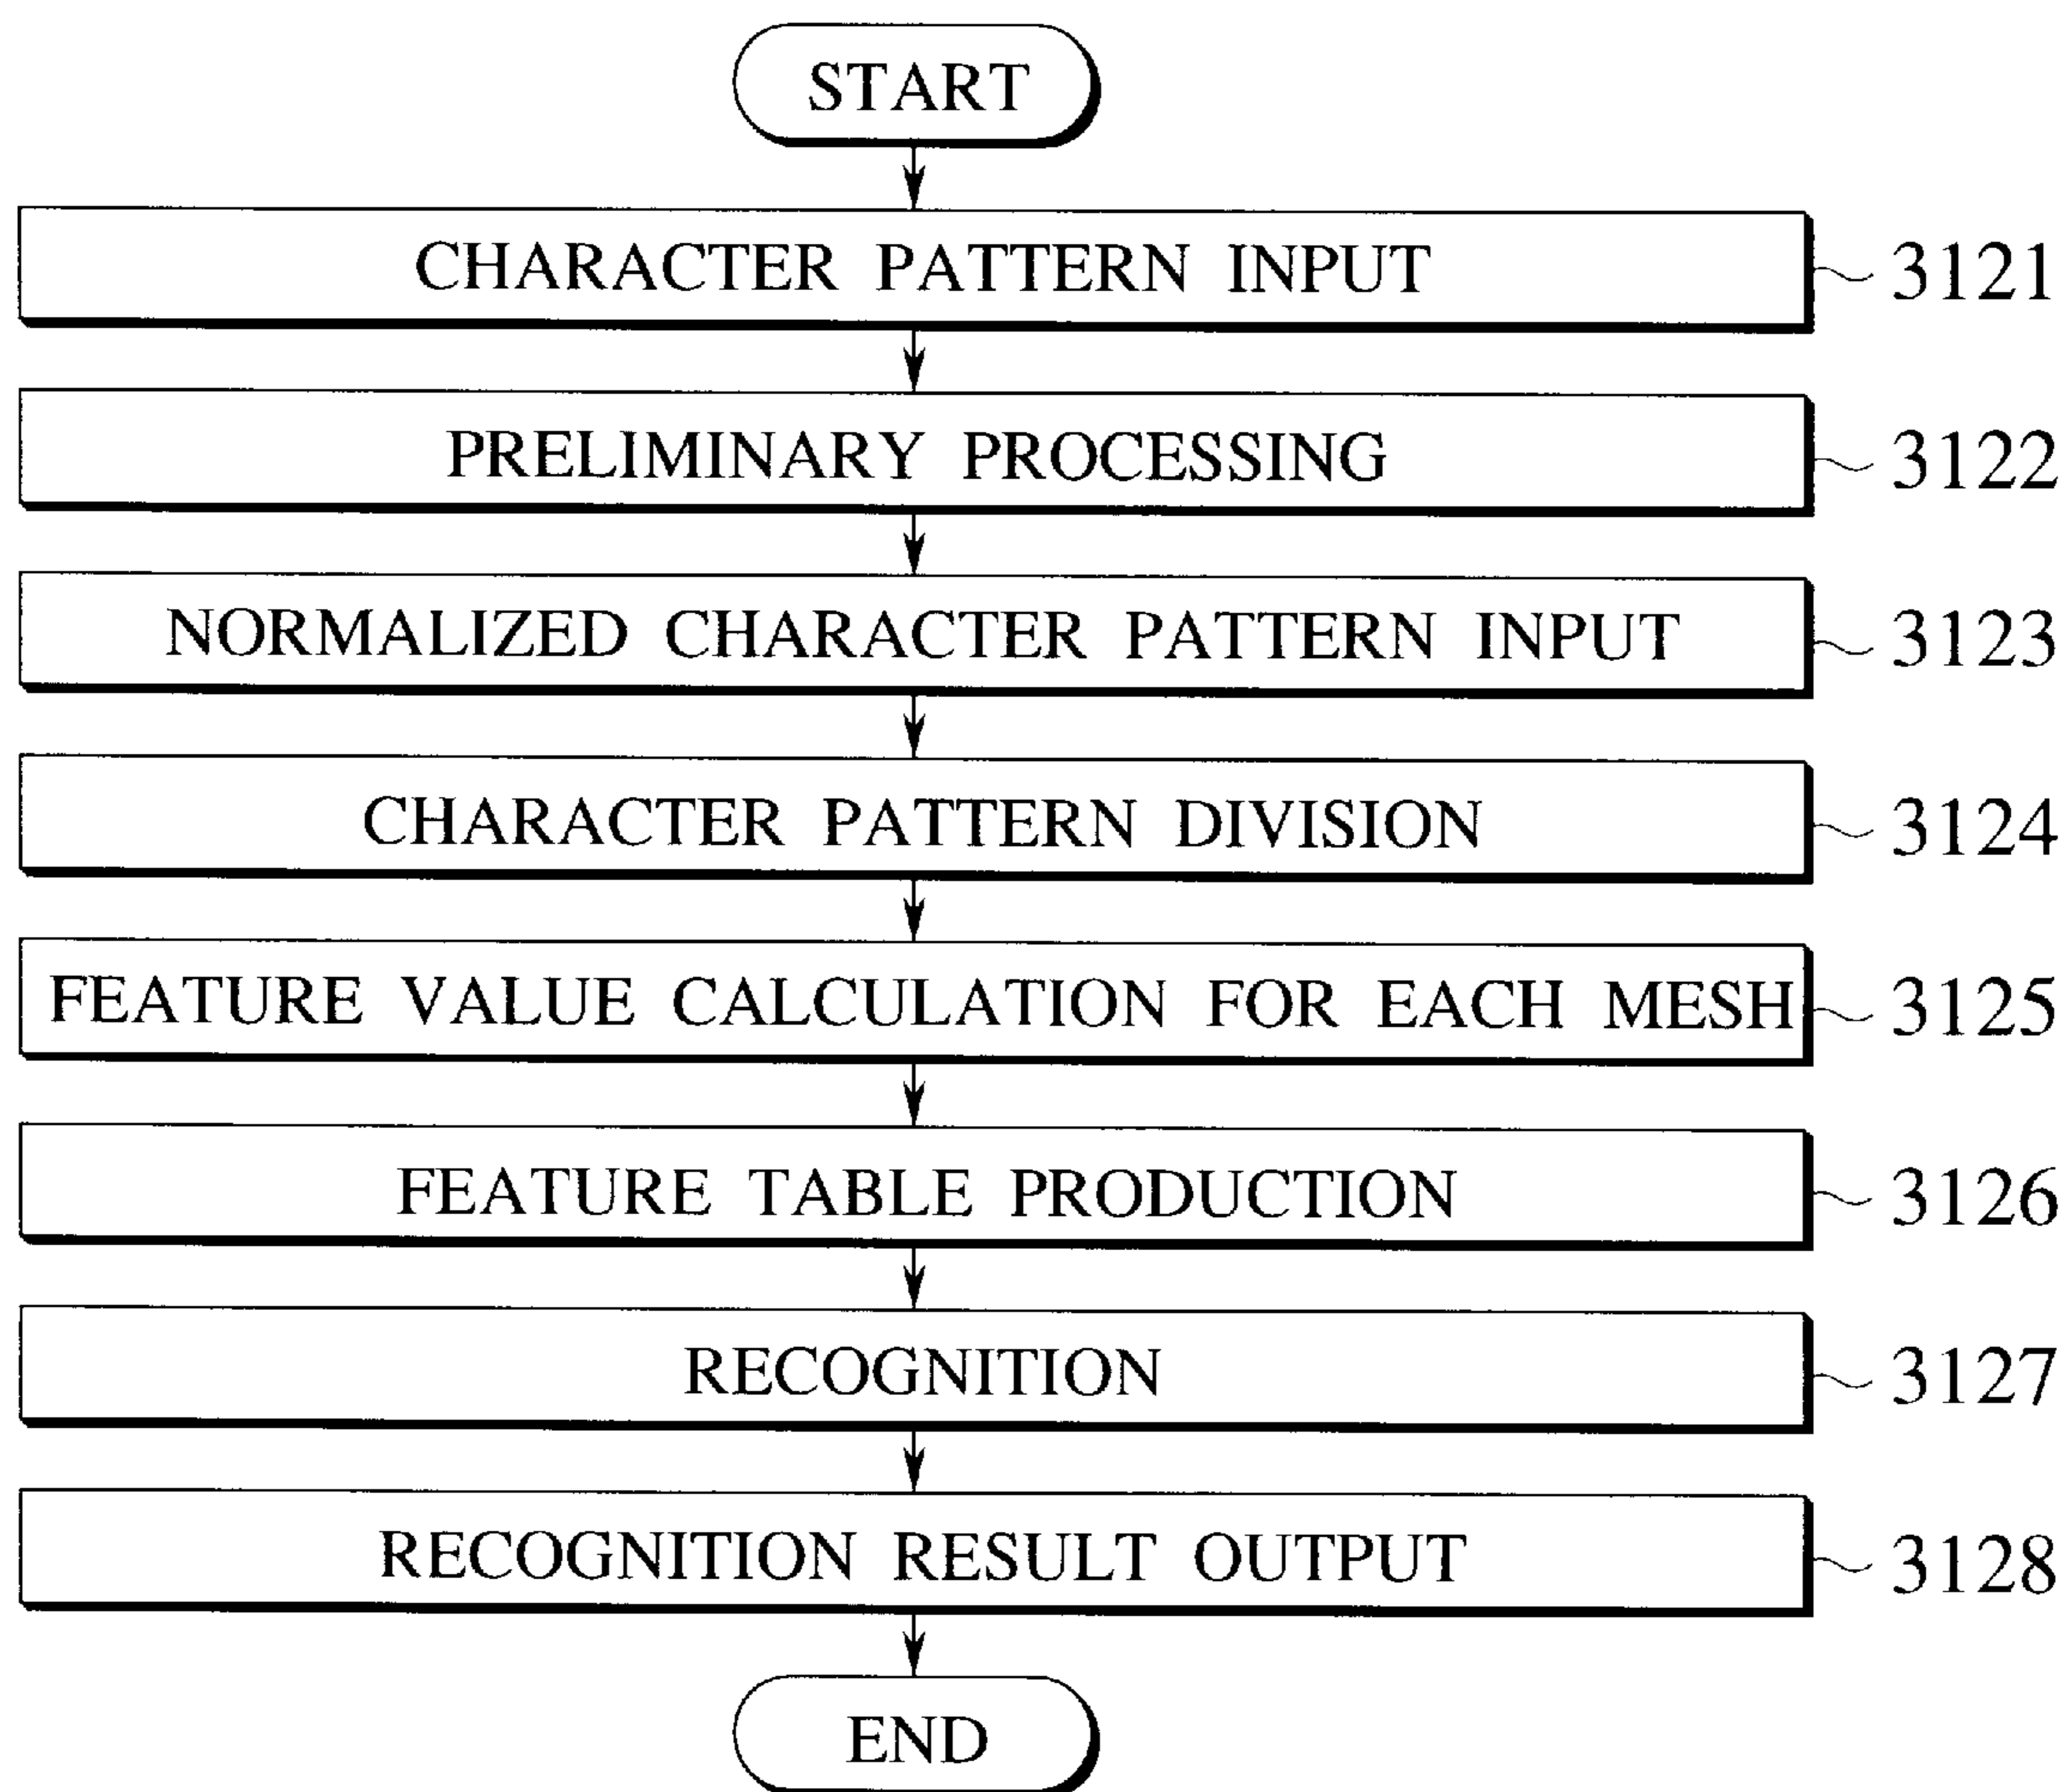 START
CHARACTER PATTERN INPUT 3121
PRELIMINARY PROCESSING 3122
NORMALIZED CHARACTER PATTERN INPUT 3123
CHARACTER PATTERN DIVISION 3124
FEATURE VALUE CALCULATION FOR EACH MESH 3125
FEATURE TABLE PRODUCTION 3126
RECOGNITION 3127
RECOGNITION RESULT OUTPUT 3128
END